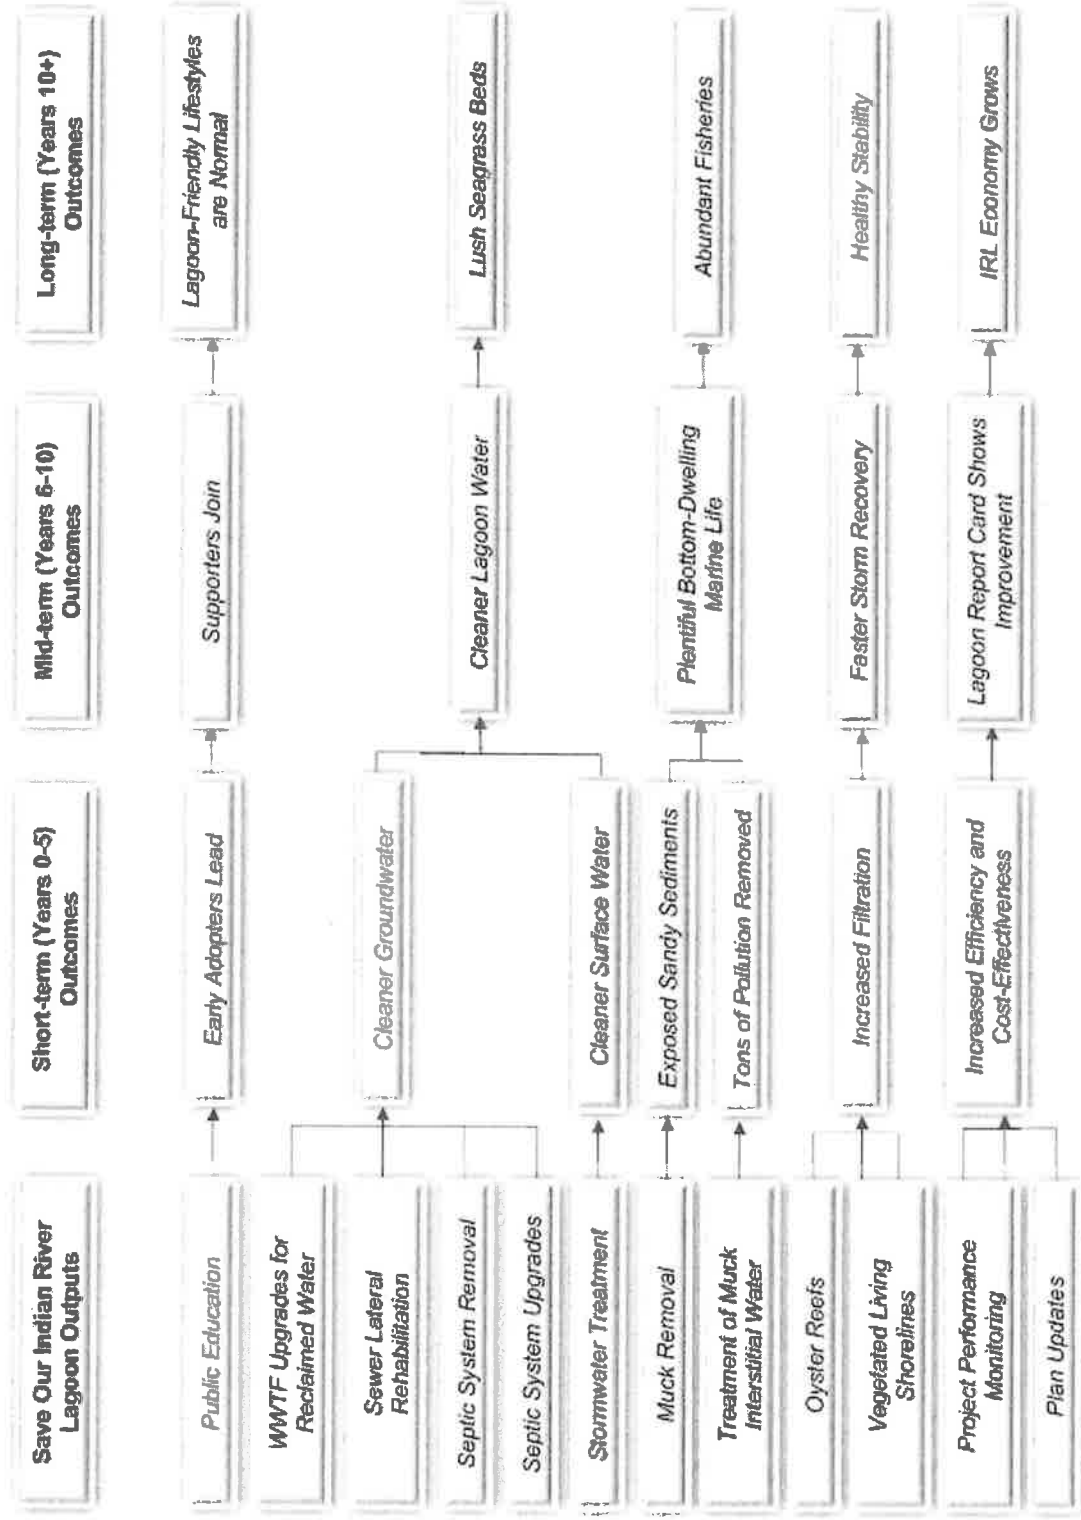 Save Our Indian River
Lagoon Outputs
Short-term (Years 0-5)
Outcomes
Mid-term (Years 6-10)
Outcomes
Long-term (Years 10+)
Outcomes
Public Education
Early Adopters Lead
Supporters Join
Lagoon-Friendly Lifestyles
are Normal
WWTF Upgrades for
Reclaimed Water
Sewer Lateral
Rehabilitation
Septic System Removal
Septic System Upgrades
Cleaner Groundwater
Stormwater Treatment
Cleaner Surface Water
Cleaner Lagoon Water
Lush Seagrass Beds
Muck Removal
Exposed Sandy Sediments
Treatment of Muck
Interstitial Water
Tons of Pollution Removed
Plentiful Bottom-Dwelling
Marine Life
Abundant Fisheries
Oyster Reefs
Vegetated Living
Shorelines
Increased Filtration
Faster Storm Recovery
Healthy Stability
Project Performance
Monitoring
Plan Updates
Increased Efficiency and
Cost-Effectiveness
Lagoon Report Card Shows
Improvement
IRL Economy Grows